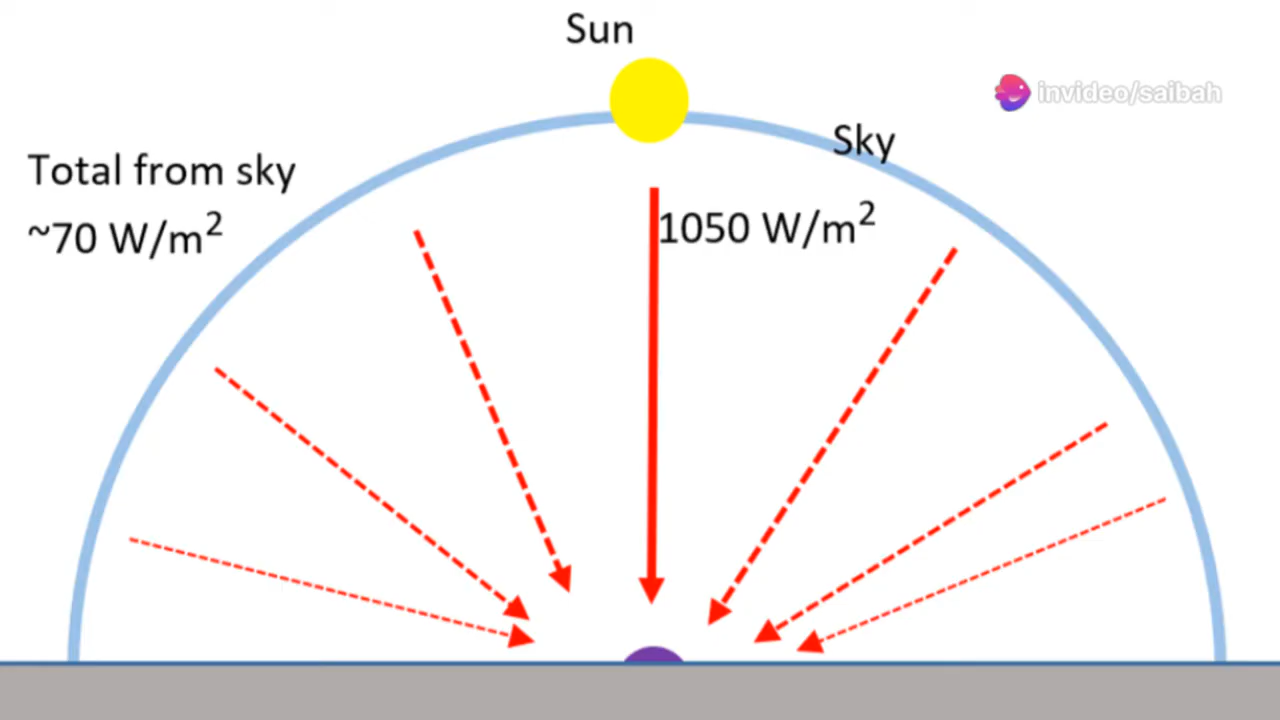 Sun
invideo/saibah
Sky
Total from sky
~70 W/m²
1050 W/m²